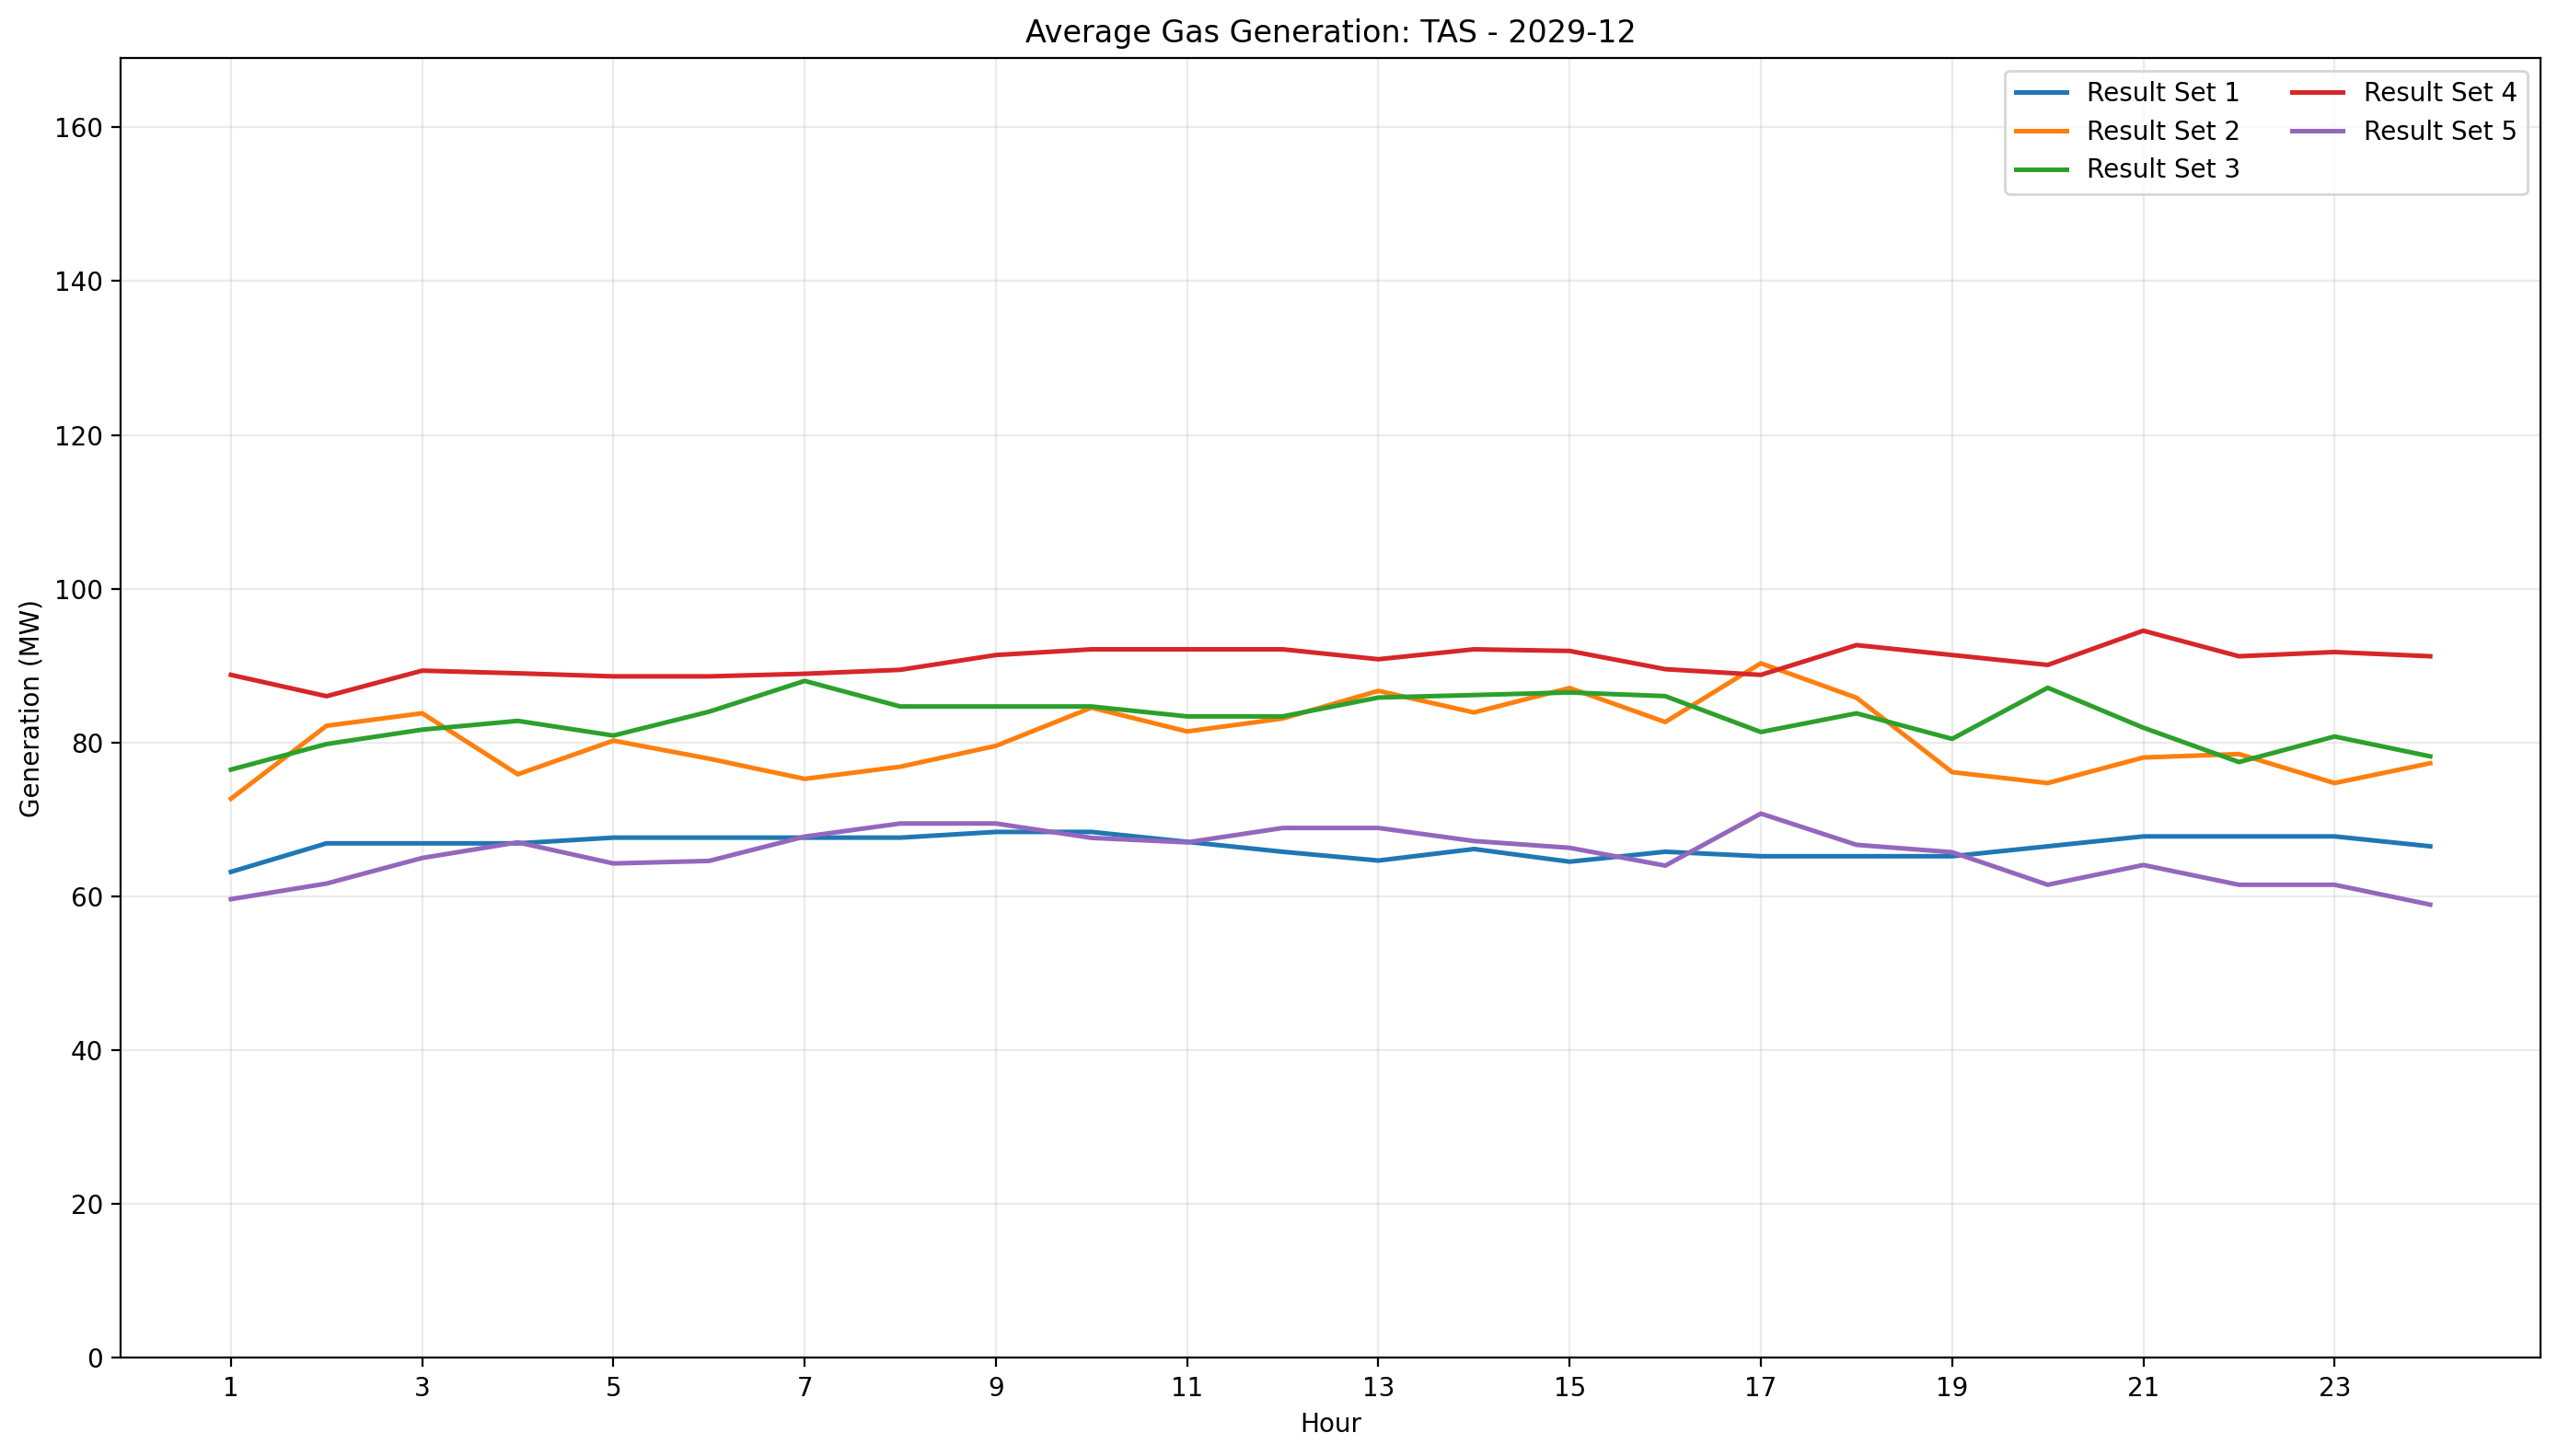 Average Gas Generation: TAS - 2029-12
Result Set 1
Result Set 2
Result Set 3
Result Set 4
Result Set 5
Generation (MW)
160
140
120
100
80
60
40
20
0
1 3 5 7 9 11 13 15 17 19 21 23
Hour